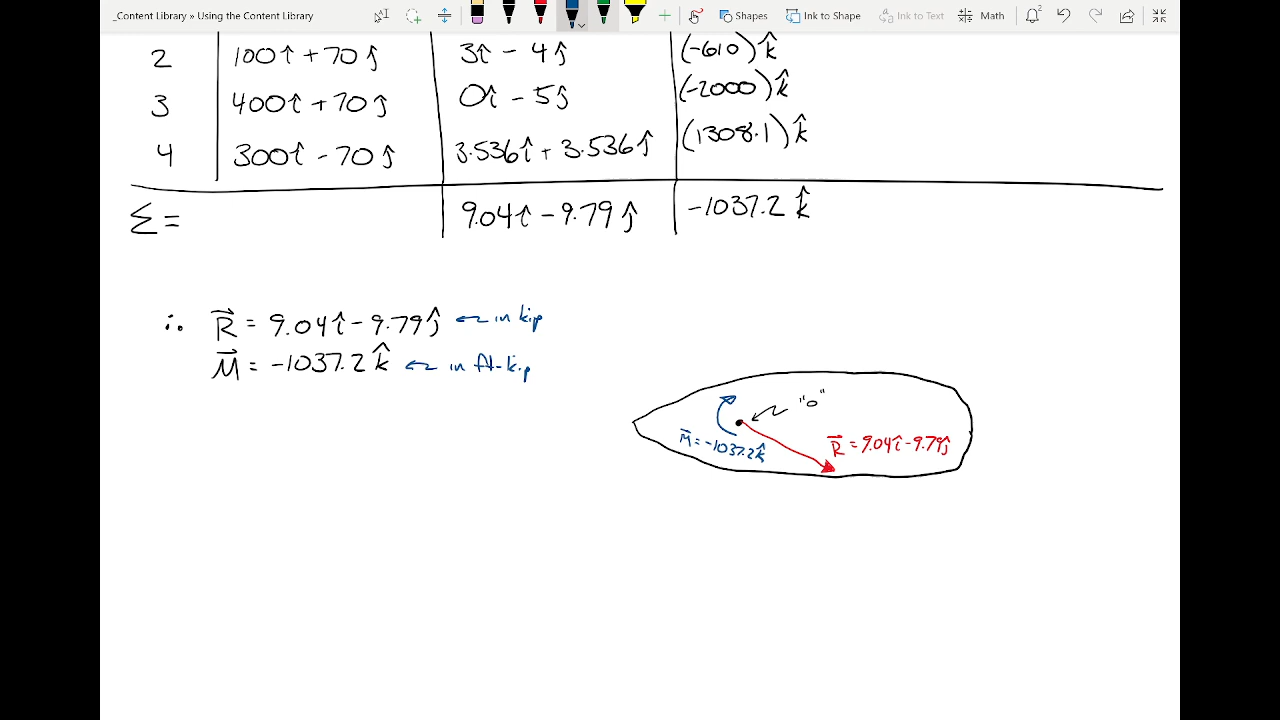 _Content Library » Using the Content Library
Shapes Ink to Shape Ink to Text Math
2 100î + 70ĵ 3î - 4ĵ (-610)k̂
3 400î + 70ĵ 0î - 5ĵ (-2000)k̂
4 300î - 70ĵ 3.536î + 3.536ĵ (1308.1)k̂
Σ = 9.04î - 9.79ĵ -1037.2 k̂
∴ R⃗ = 9.04î - 9.79ĵ ← in kip
M⃗ = -1037.2 k̂ ← in ft-kip
"o"
M⃗ = -1037.2k̂ R⃗ = 9.04î - 9.79ĵ